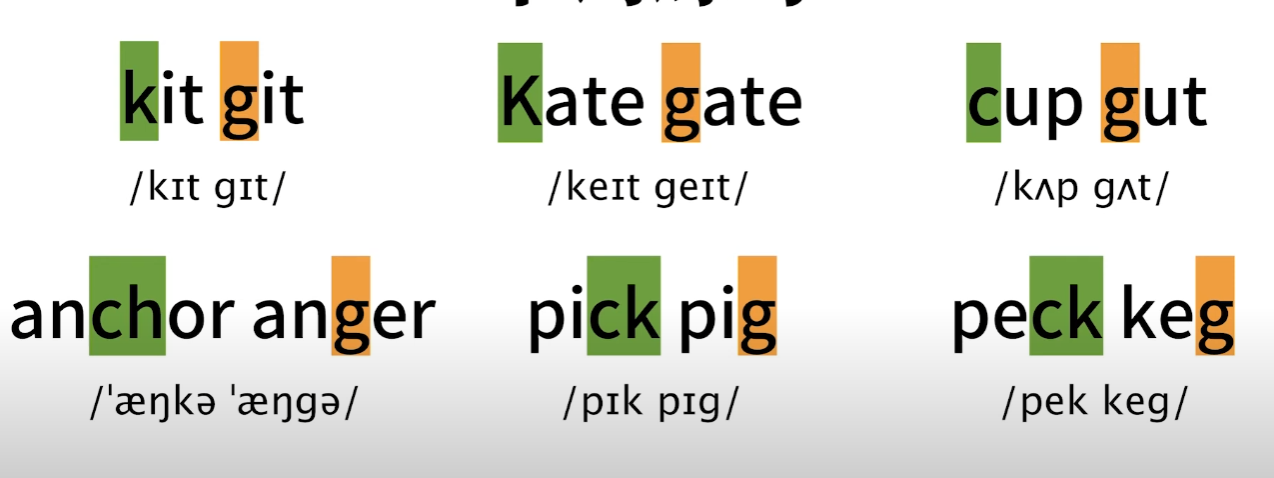 kit git Kate gate cup gut
/kɪt gɪt/ /keɪt geɪt/ /kʌp gʌt/
anchor anger pick pig peck keg
/ˈæŋkə ˈæŋgə/ /pɪk pɪg/ /pek keg/